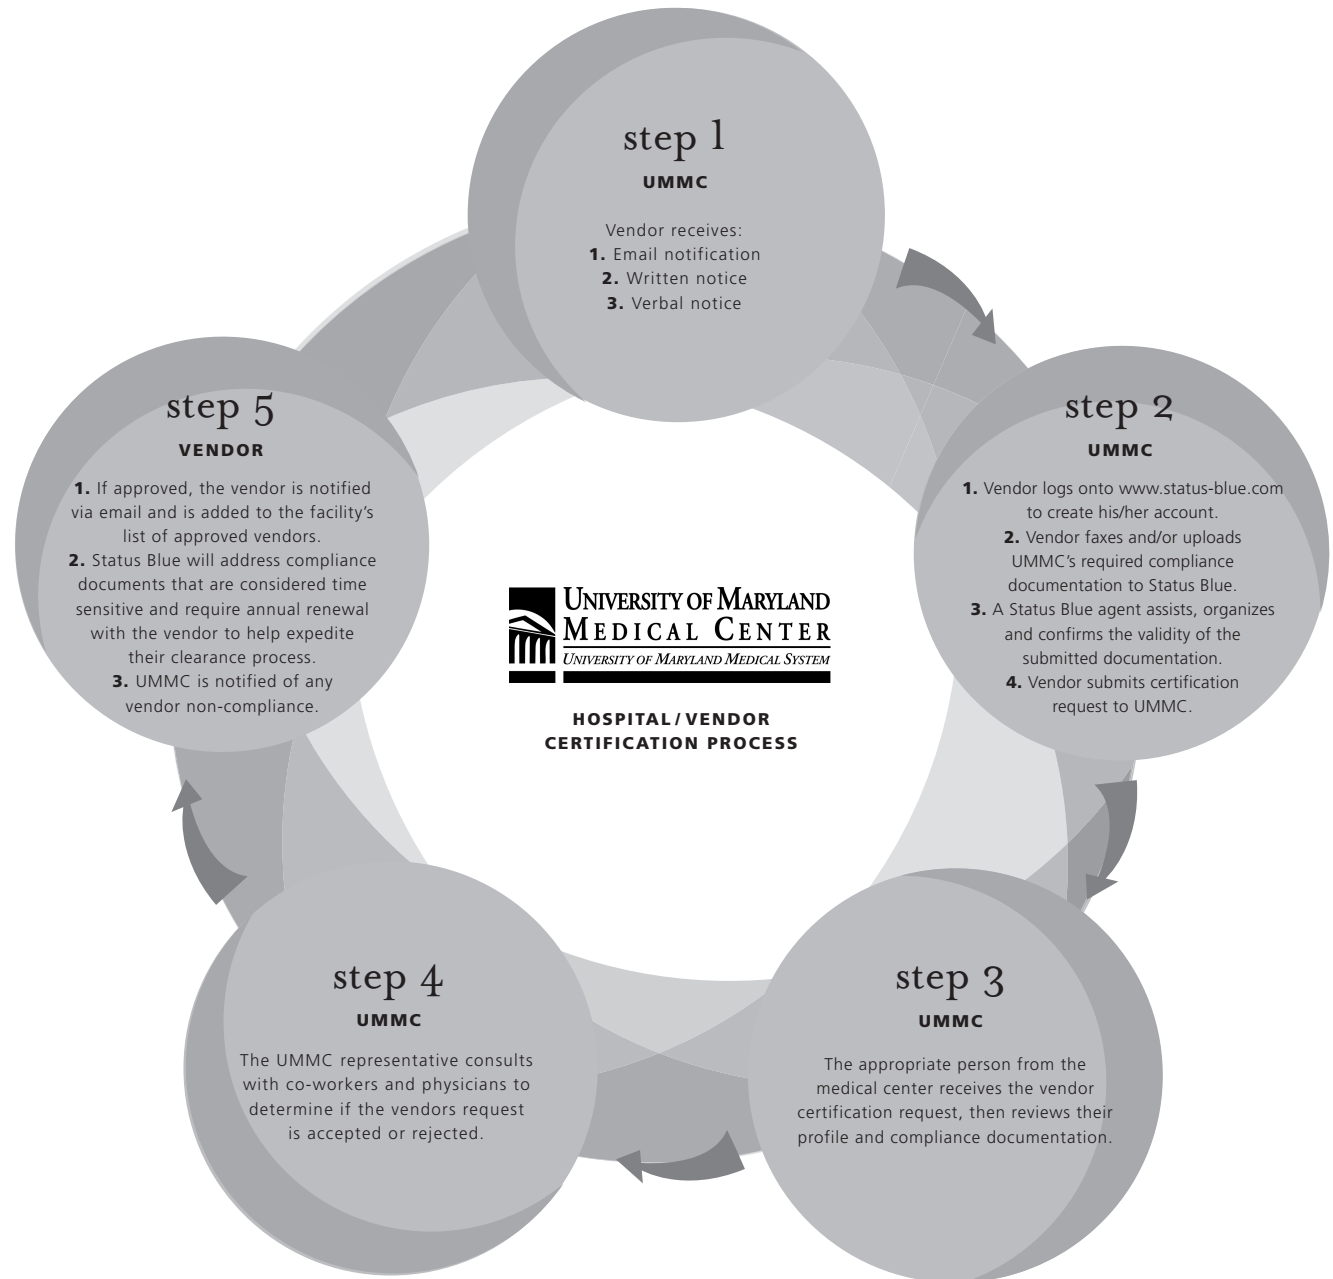 step 1
UMMC
Vendor receives:
1. Email notification
2. Written notice
3. Verbal notice
step 2
UMMC
1. Vendor logs onto www.status-blue.com
to create his/her account.
2. Vendor faxes and/or uploads
UMMC's required compliance
documentation to Status Blue.
3. A Status Blue agent assists, organizes
and confirms the validity of the
submitted documentation.
4. Vendor submits certification
request to UMMC.
step 3
UMMC
The appropriate person from the
medical center receives the vendor
certification request, then reviews their
profile and compliance documentation.
step 4
UMMC
The UMMC representative consults
with co-workers and physicians to
determine if the vendors request
is accepted or rejected.
step 5
VENDOR
1. If approved, the vendor is notified
via email and is added to the facility's
list of approved vendors.
2. Status Blue will address compliance
documents that are considered time
sensitive and require annual renewal
with the vendor to help expedite
their clearance process.
3. UMMC is notified of any
vendor non-compliance.
UNIVERSITY OF MARYLAND
MEDICAL CENTER
UNIVERSITY OF MARYLAND MEDICAL SYSTEM
HOSPITAL/VENDOR
CERTIFICATION PROCESS